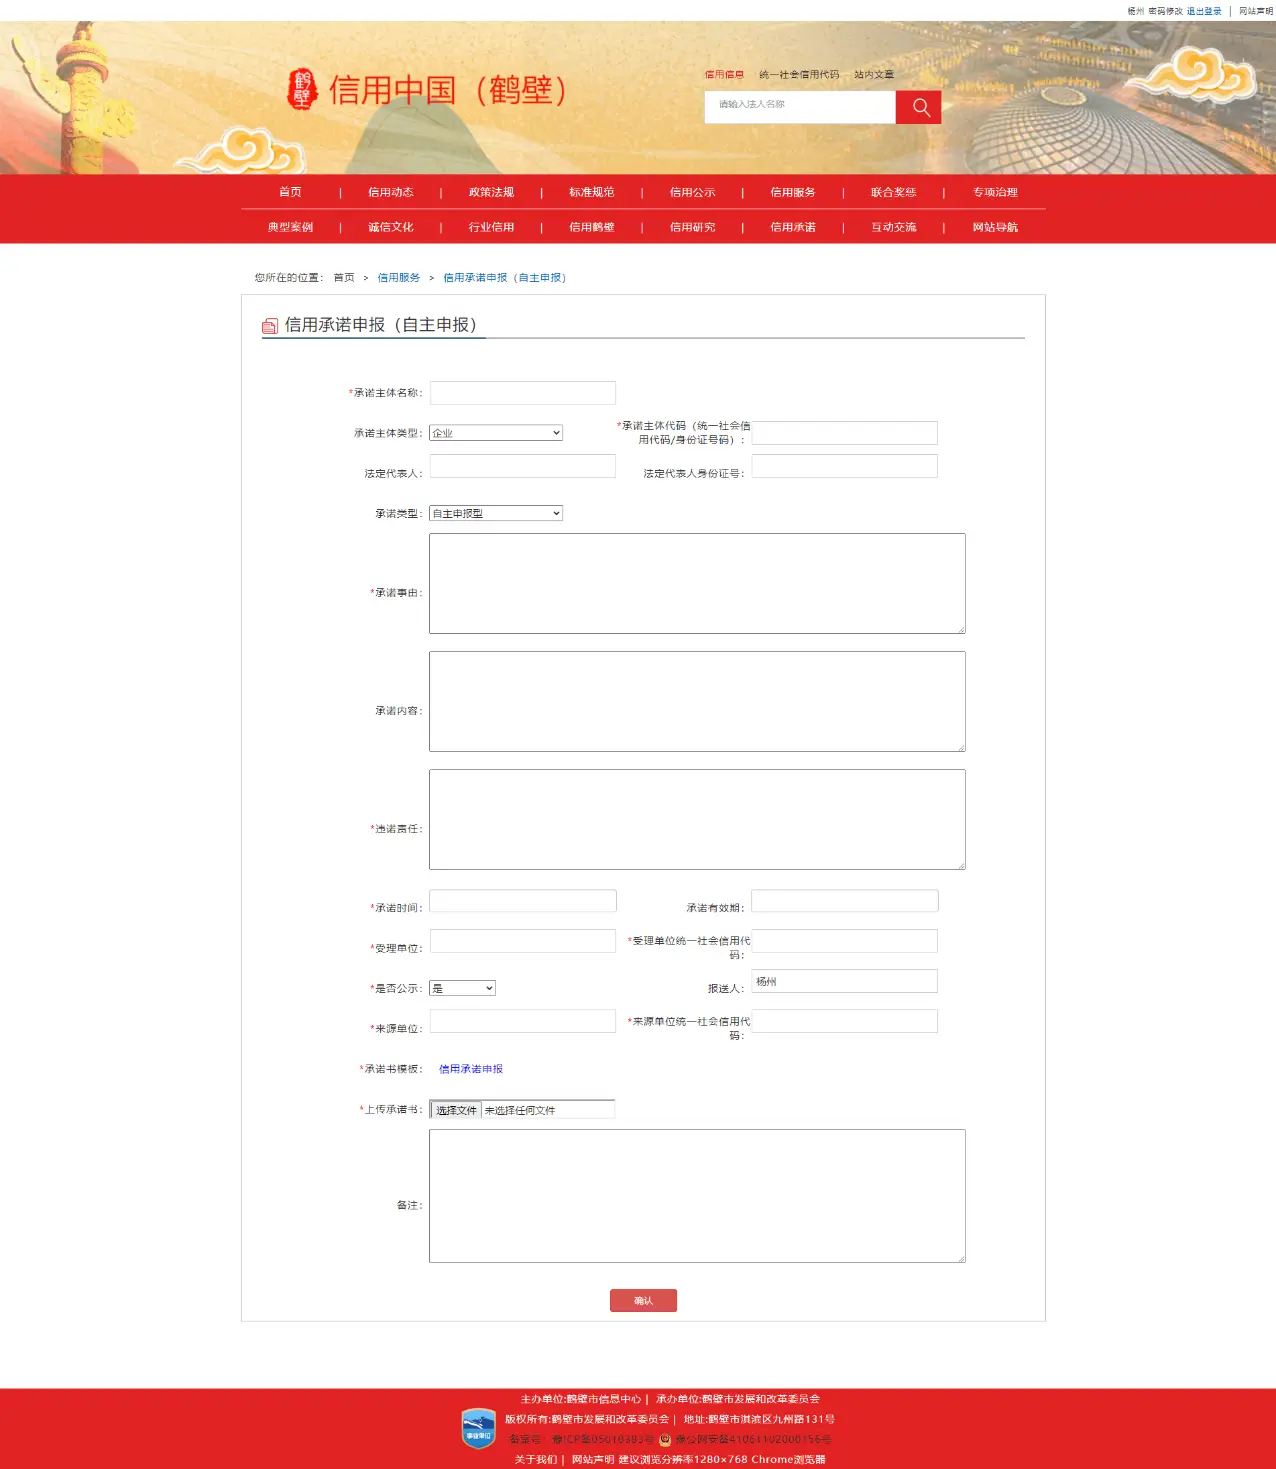 杨州 密码修改 退出登录 | 网站声明
鹤壁 信用中国（鹤壁）
信用信息 统一社会信用代码 站内文章
请输入法人名称
首页 | 信用动态 | 政策法规 | 标准规范 | 信用公示 | 信用服务 | 联合奖惩 | 专项治理
典型案例 | 诚信文化 | 行业信用 | 信用鹤壁 | 信用研究 | 信用承诺 | 互动交流 | 网站导航
您所在的位置： 首页 > 信用服务 > 信用承诺申报（自主申报）
信用承诺申报（自主申报）
*承诺主体名称：
承诺主体类型： 企业
*承诺主体代码（统一社会信
用代码/身份证号码）：
法定代表人： 法定代表人身份证号：
承诺类型： 自主申报型
*承诺事由：
承诺内容：
*违诺责任：
*承诺时间： 承诺有效期：
*受理单位： *受理单位统一社会信用代
码：
*是否公示： 是 报送人： 杨州
*来源单位： *来源单位统一社会信用代
码：
*承诺书模板： 信用承诺申报
*上传承诺书： 选择文件 未选择任何文件
备注：
确认
主办单位:鹤壁市信息中心 | 承办单位:鹤壁市发展和改革委员会
版权所有:鹤壁市发展和改革委员会 | 地址:鹤壁市淇滨区九州路131号
事业单位
备案号：豫ICP备05010383号 豫公网安备41061102000156号
关于我们 | 网站声明 建议浏览分辨率1280×768 Chrome浏览器